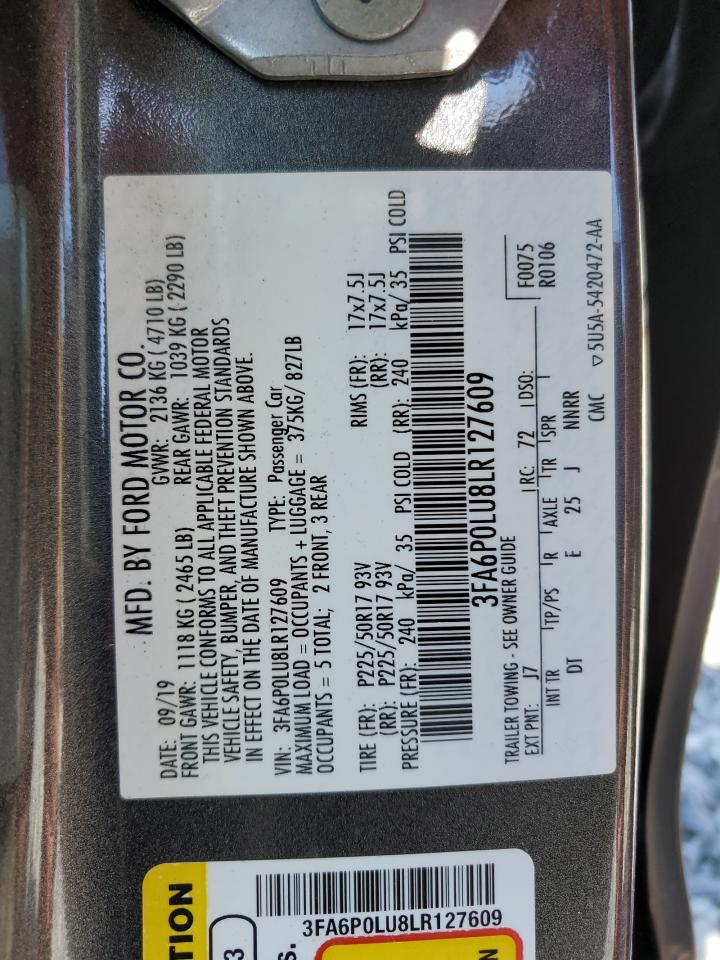 MFD. BY FORD MOTOR CO.
DATE: 09/19 GVWR: 2136 KG ( 4710 LB)
FRONT GAWR: 1118 KG ( 2465 LB) REAR GAWR: 1039 KG ( 2290 LB)
THIS VEHICLE CONFORMS TO ALL APPLICABLE FEDERAL MOTOR
VEHICLE SAFETY, BUMPER, AND THEFT PREVENTION STANDARDS
IN EFFECT ON THE DATE OF MANUFACTURE SHOWN ABOVE.
VIN: 3FA6P0LU8LR127609 TYPE: Passenger Car
MAXIMUM LOAD = OCCUPANTS + LUGGAGE = 375KG/ 827LB
OCCUPANTS = 5 TOTAL; 2 FRONT, 3 REAR
TIRE (FR): P225/50R17 93V RIMS (FR): 17x7.5J
(RR): P225/50R17 93V (RR): 17x7.5J
PRESSURE (FR): 240 kPa/ 35 PSI COLD (RR): 240 kPa/ 35 PSI COLD
3FA6P0LU8LR127609
TRAILER TOWING - SEE OWNER GUIDE
EXT PNT: J7 RC: 72 DSO: F0075
R0106
INT TR TP/PS R AXLE TR SPR
DT E 25 J NNRR
CMC ▽ 5U5A-5420472-AA
TION
3
3FA6P0LU8LR127609
s.
N